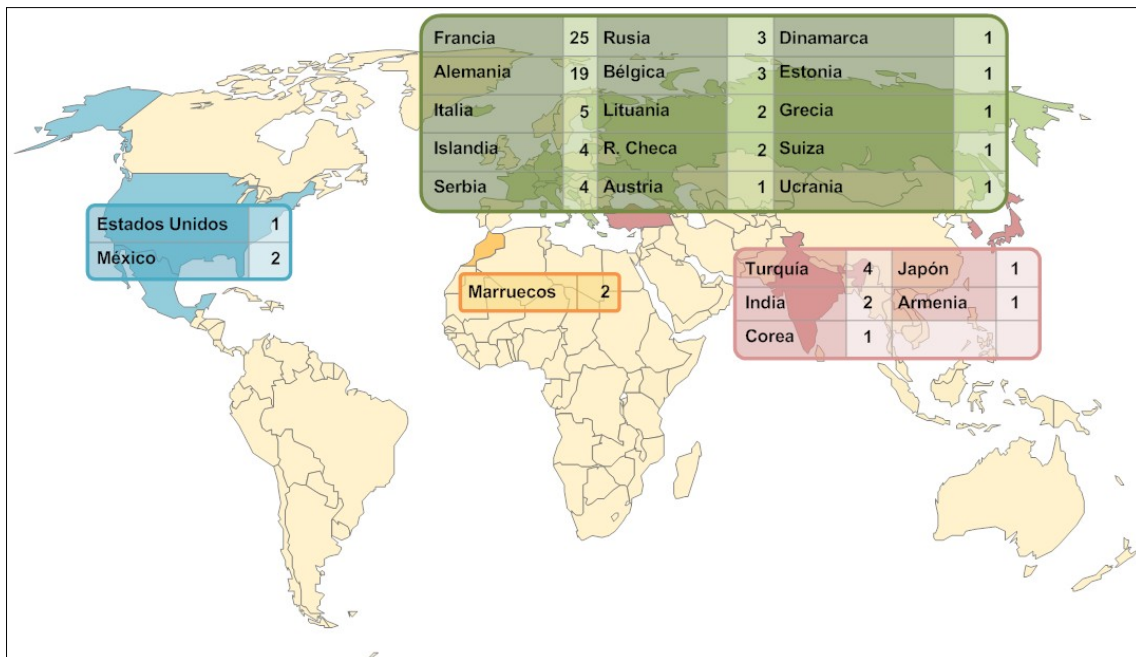 Francia 25 Rusia 3 Dinamarca 1
Alemania 19 Bélgica 3 Estonia 1
Italia 5 Lituania 2 Grecia 1
Islandia 4 R. Checa 2 Suiza 1
Serbia 4 Austria 1 Ucrania 1
Estados Unidos 1
México 2
Marruecos 2
Turquía 4 Japón 1
India 2 Armenia 1
Corea 1